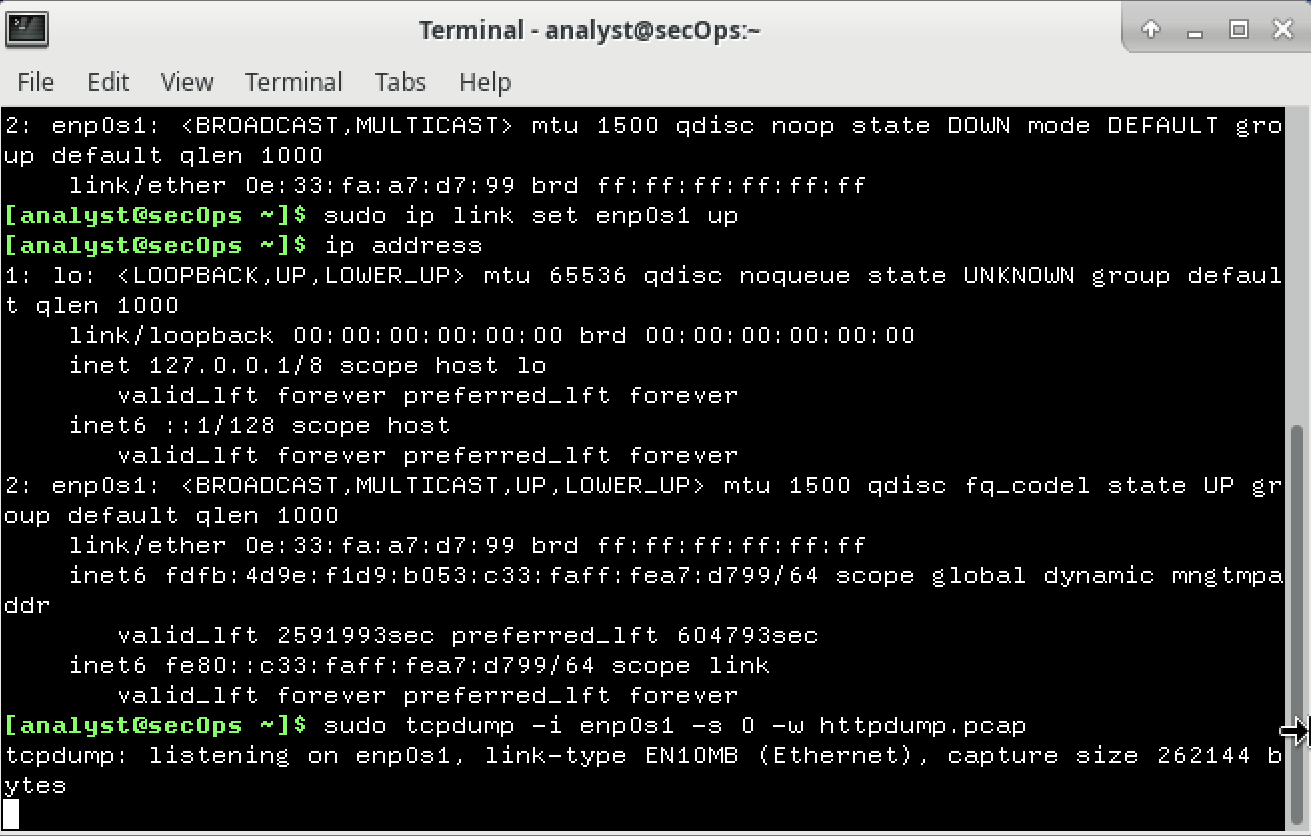 Terminal - analyst@secOps:~
File Edit View Terminal Tabs Help
2: enp0s1: <BROADCAST,MULTICAST> mtu 1500 qdisc noop state DOWN mode DEFAULT gro
up default qlen 1000
    link/ether 0e:33:fa:a7:d7:99 brd ff:ff:ff:ff:ff:ff
[analyst@secOps ~]$ sudo ip link set enp0s1 up
[analyst@secOps ~]$ ip address
1: lo: <LOOPBACK,UP,LOWER_UP> mtu 65536 qdisc noqueue state UNKNOWN group defaul
t qlen 1000
    link/loopback 00:00:00:00:00:00 brd 00:00:00:00:00:00
    inet 127.0.0.1/8 scope host lo
       valid_lft forever preferred_lft forever
    inet6 ::1/128 scope host
       valid_lft forever preferred_lft forever
2: enp0s1: <BROADCAST,MULTICAST,UP,LOWER_UP> mtu 1500 qdisc fq_codel state UP gr
oup default qlen 1000
    link/ether 0e:33:fa:a7:d7:99 brd ff:ff:ff:ff:ff:ff
    inet6 fdfb:4d9e:f1d9:b053:c33:faff:fea7:d799/64 scope global dynamic mngtmpa
ddr
       valid_lft 2591993sec preferred_lft 604793sec
    inet6 fe80::c33:faff:fea7:d799/64 scope link
       valid_lft forever preferred_lft forever
[analyst@secOps ~]$ sudo tcpdump -i enp0s1 -s 0 -w httpdump.pcap
tcpdump: listening on enp0s1, link-type EN10MB (Ethernet), capture size 262144 b
ytes